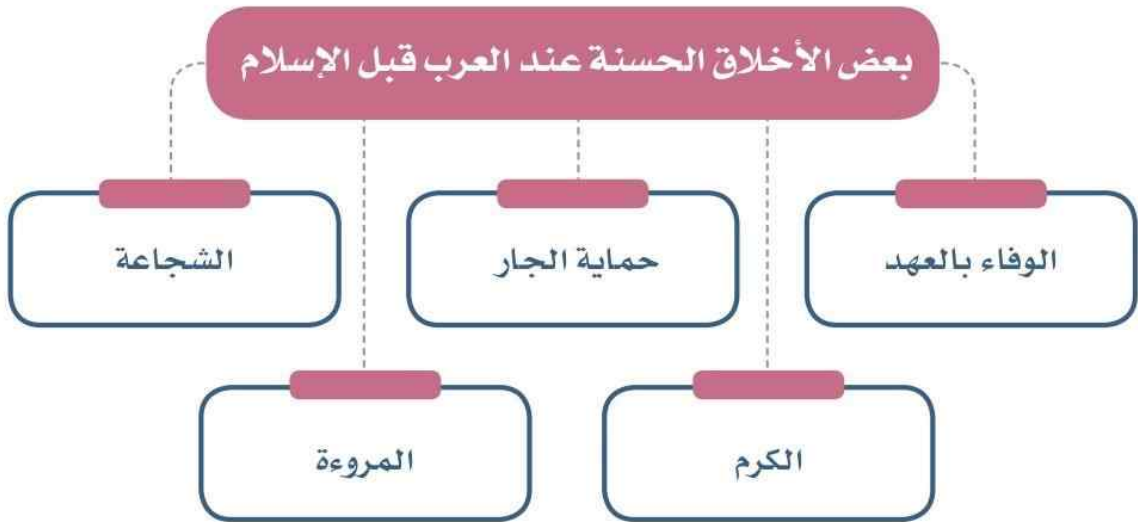 بعض الأخلاق الحسنة عند العرب قبل الإسلام
الوفاء بالعهد
حماية الجار
الشجاعة
الكرم
المروءة